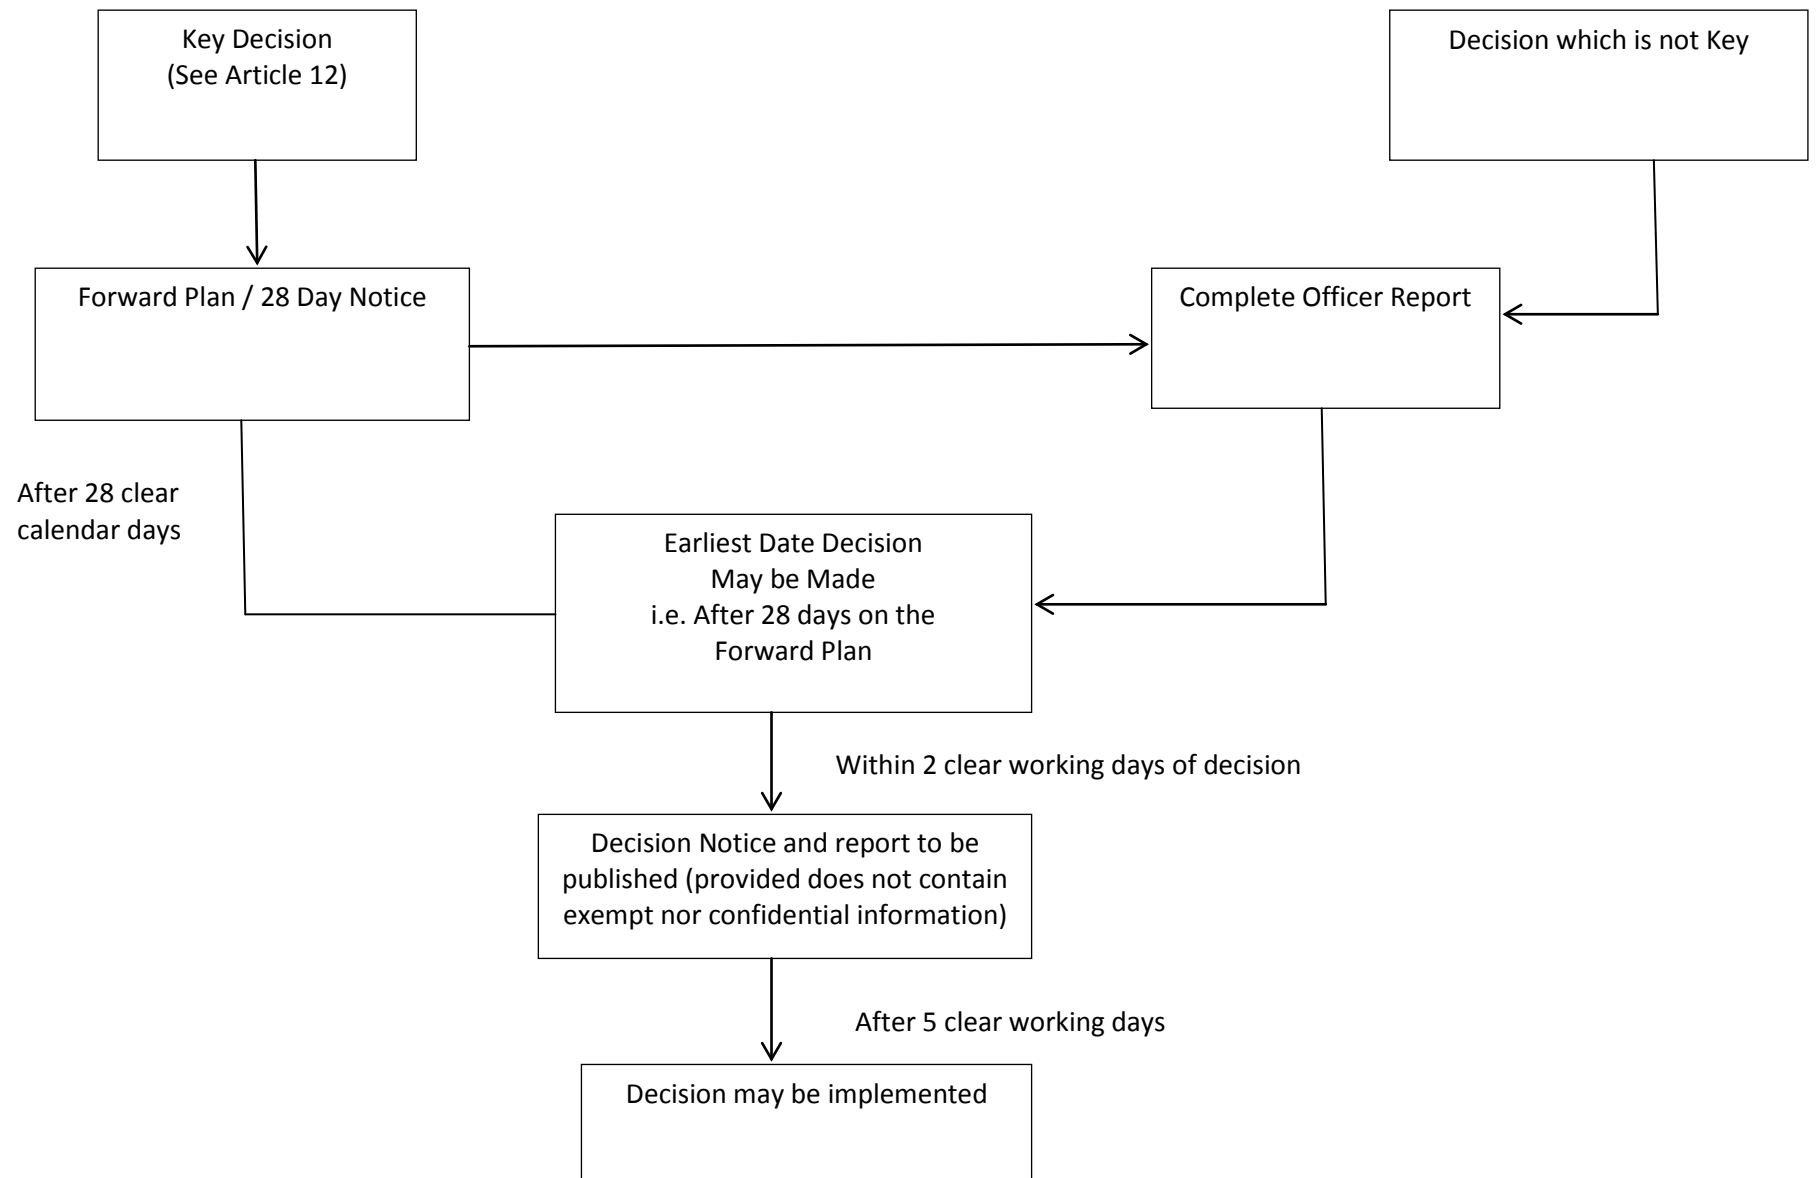 Key Decision
(See Article 12)
Decision which is not Key
Forward Plan / 28 Day Notice
Complete Officer Report
After 28 clear
calendar days
Earliest Date Decision
May be Made
i.e. After 28 days on the
Forward Plan
Within 2 clear working days of decision
Decision Notice and report to be
published (provided does not contain
exempt nor confidential information)
After 5 clear working days
Decision may be implemented